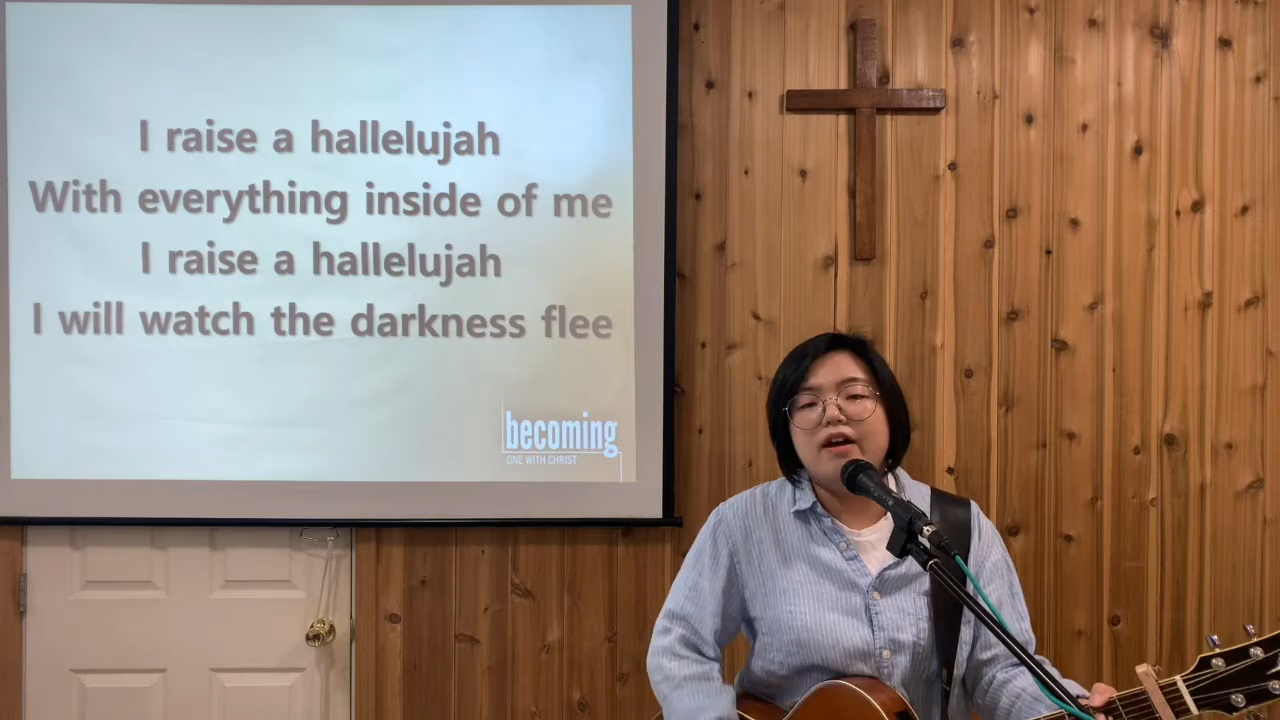 I raise a hallelujah
With everything inside of me
I raise a hallelujah
I will watch the darkness flee
becoming
ONE WITH CHRIST